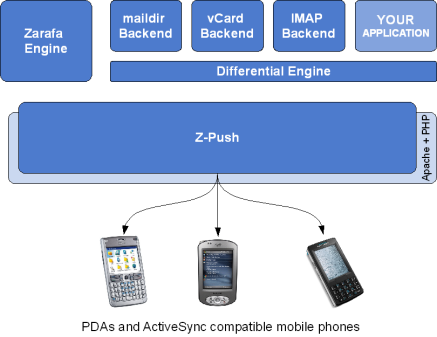 Zarafa
Engine
maildir
Backend
vCard
Backend
IMAP
Backend
YOUR
APPLICATION
Differential Engine
Z-Push
Apache + PHP
PDAs and ActiveSync compatible mobile phones